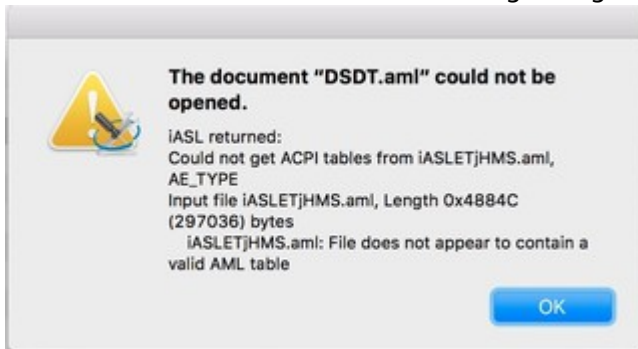 The document “DSDT.aml” could not be
opened.
iASL returned:
Could not get ACPI tables from iASLETjHMS.aml,
AE_TYPE
Input file iASLETjHMS.aml, Length 0x4884C
(297036) bytes
iASLETjHMS.aml: File does not appear to contain a
valid AML table
OK